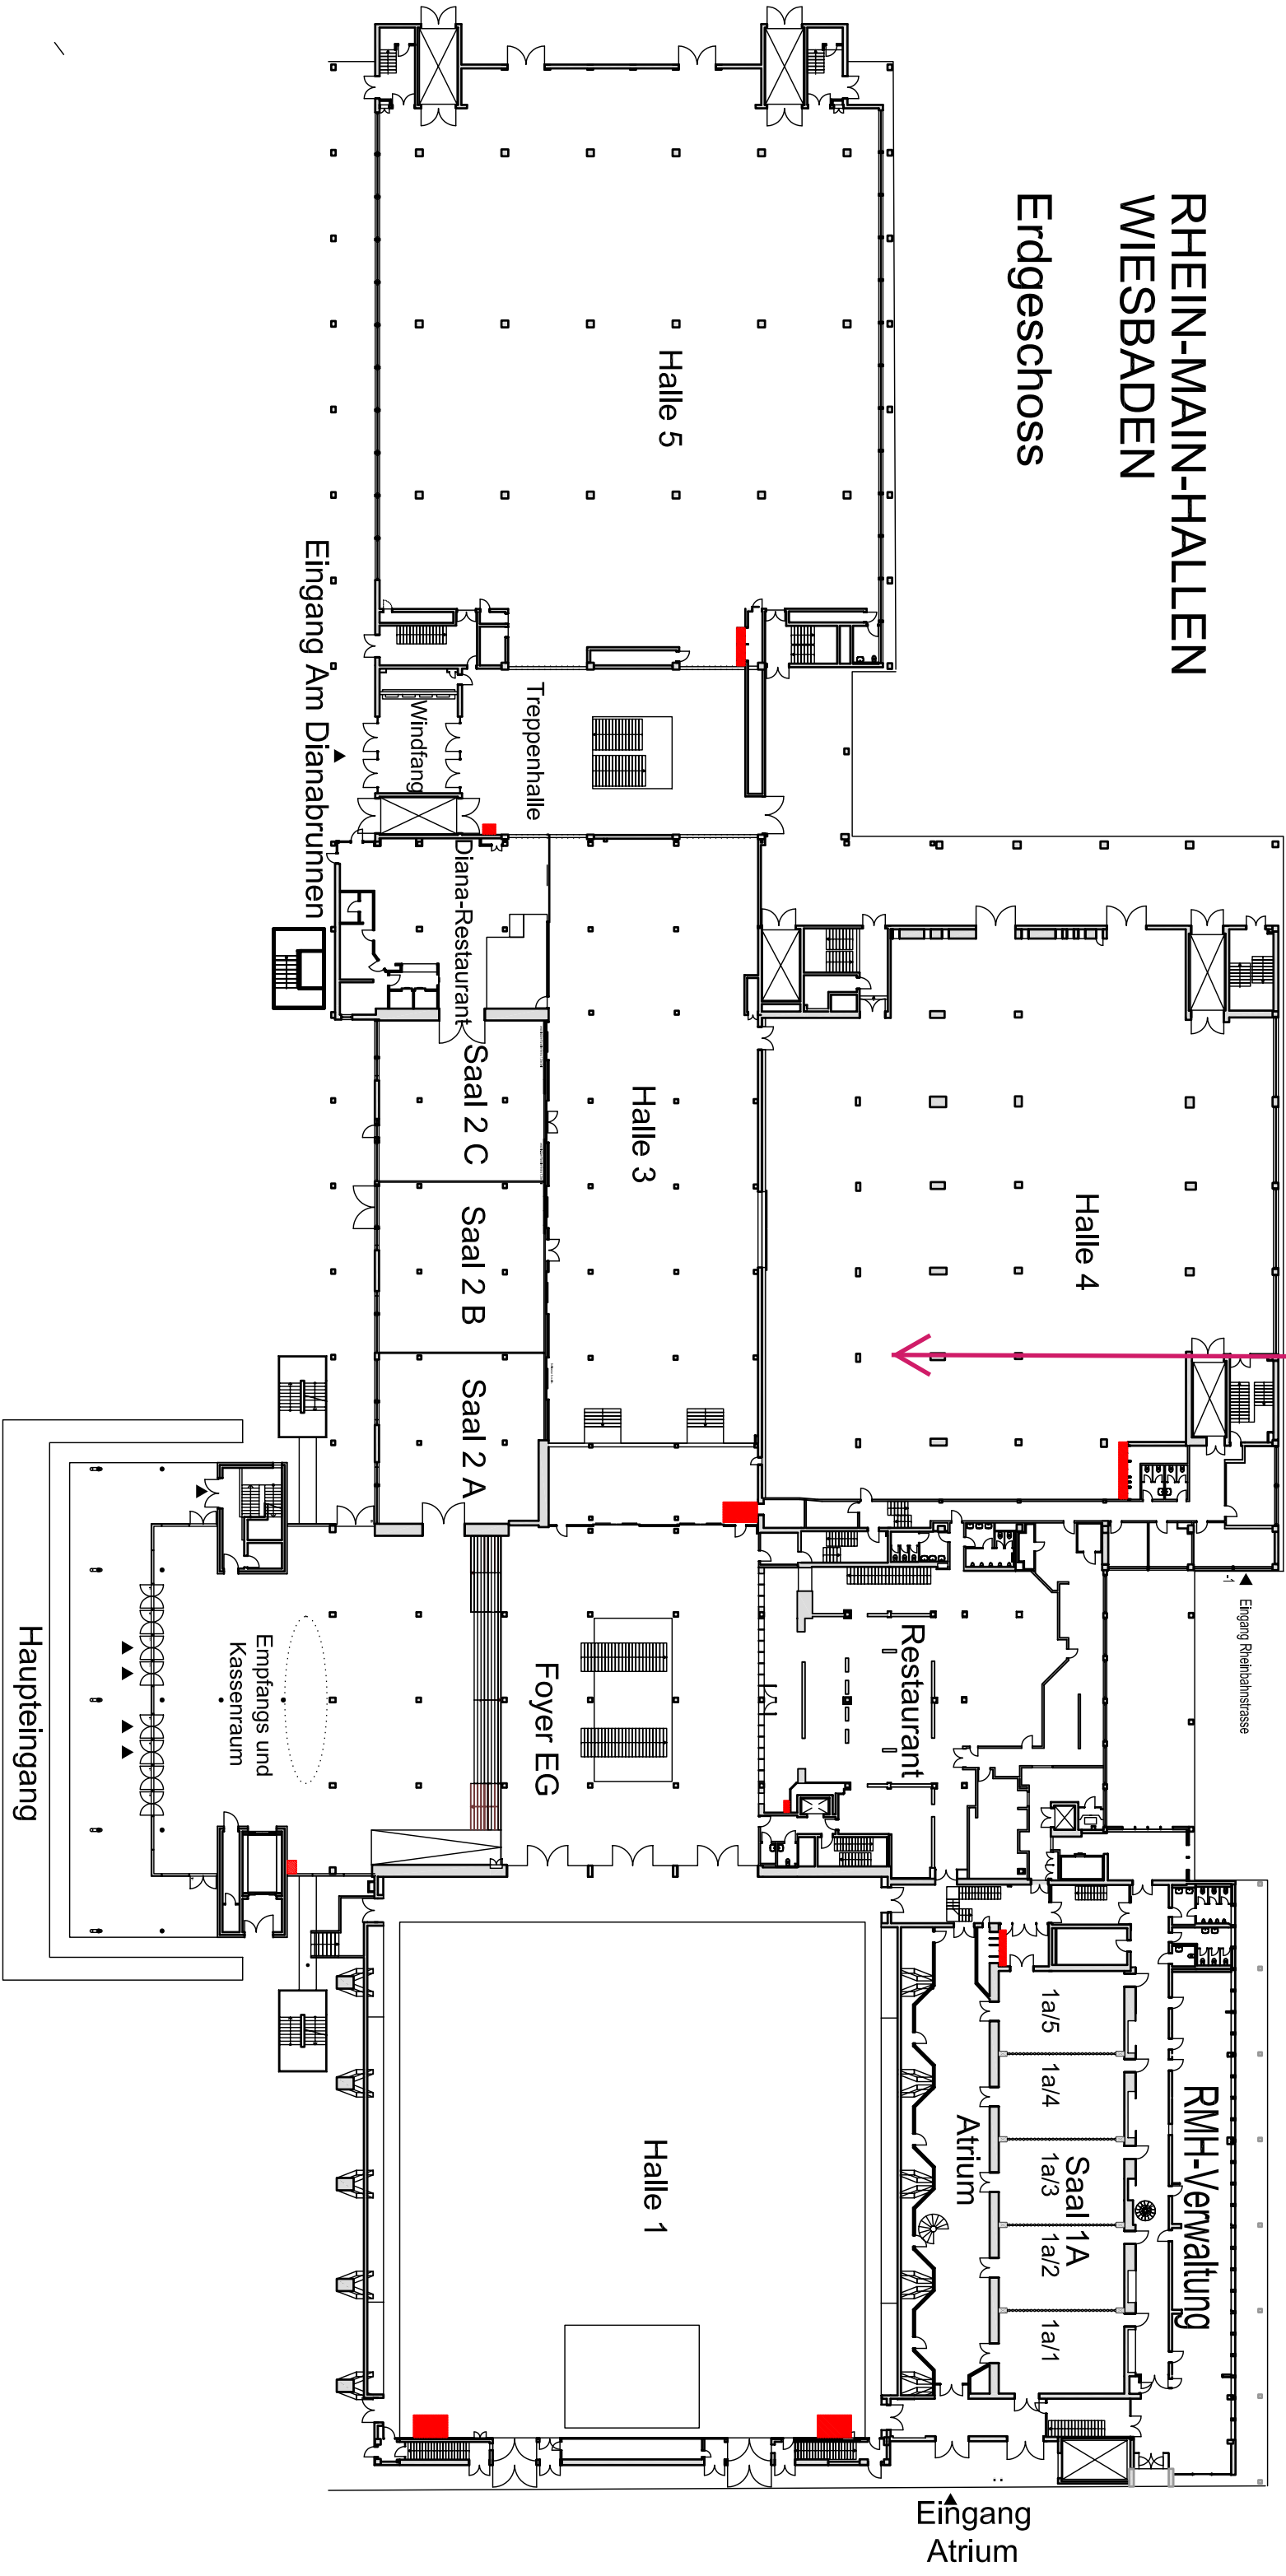 RHEIN-MAIN-HALLEN
WIESBADEN
Erdgeschoss
Halle 5
Eingang Am Dianabrunnen
Windfang
Treppenhalle
Diana-Restaurant
Saal 2 C
Saal 2 B
Saal 2 A
Halle 3
Halle 4
-1
Eingang Rheinbahnstrasse
Restaurant
Foyer EG
Empfangs und
Kassenraum
Haupteingang
Halle 1
Atrium
Saal 1A
1a/5
1a/4
1a/3
1a/2
1a/1
RMH-Verwaltung
Eingang
Atrium